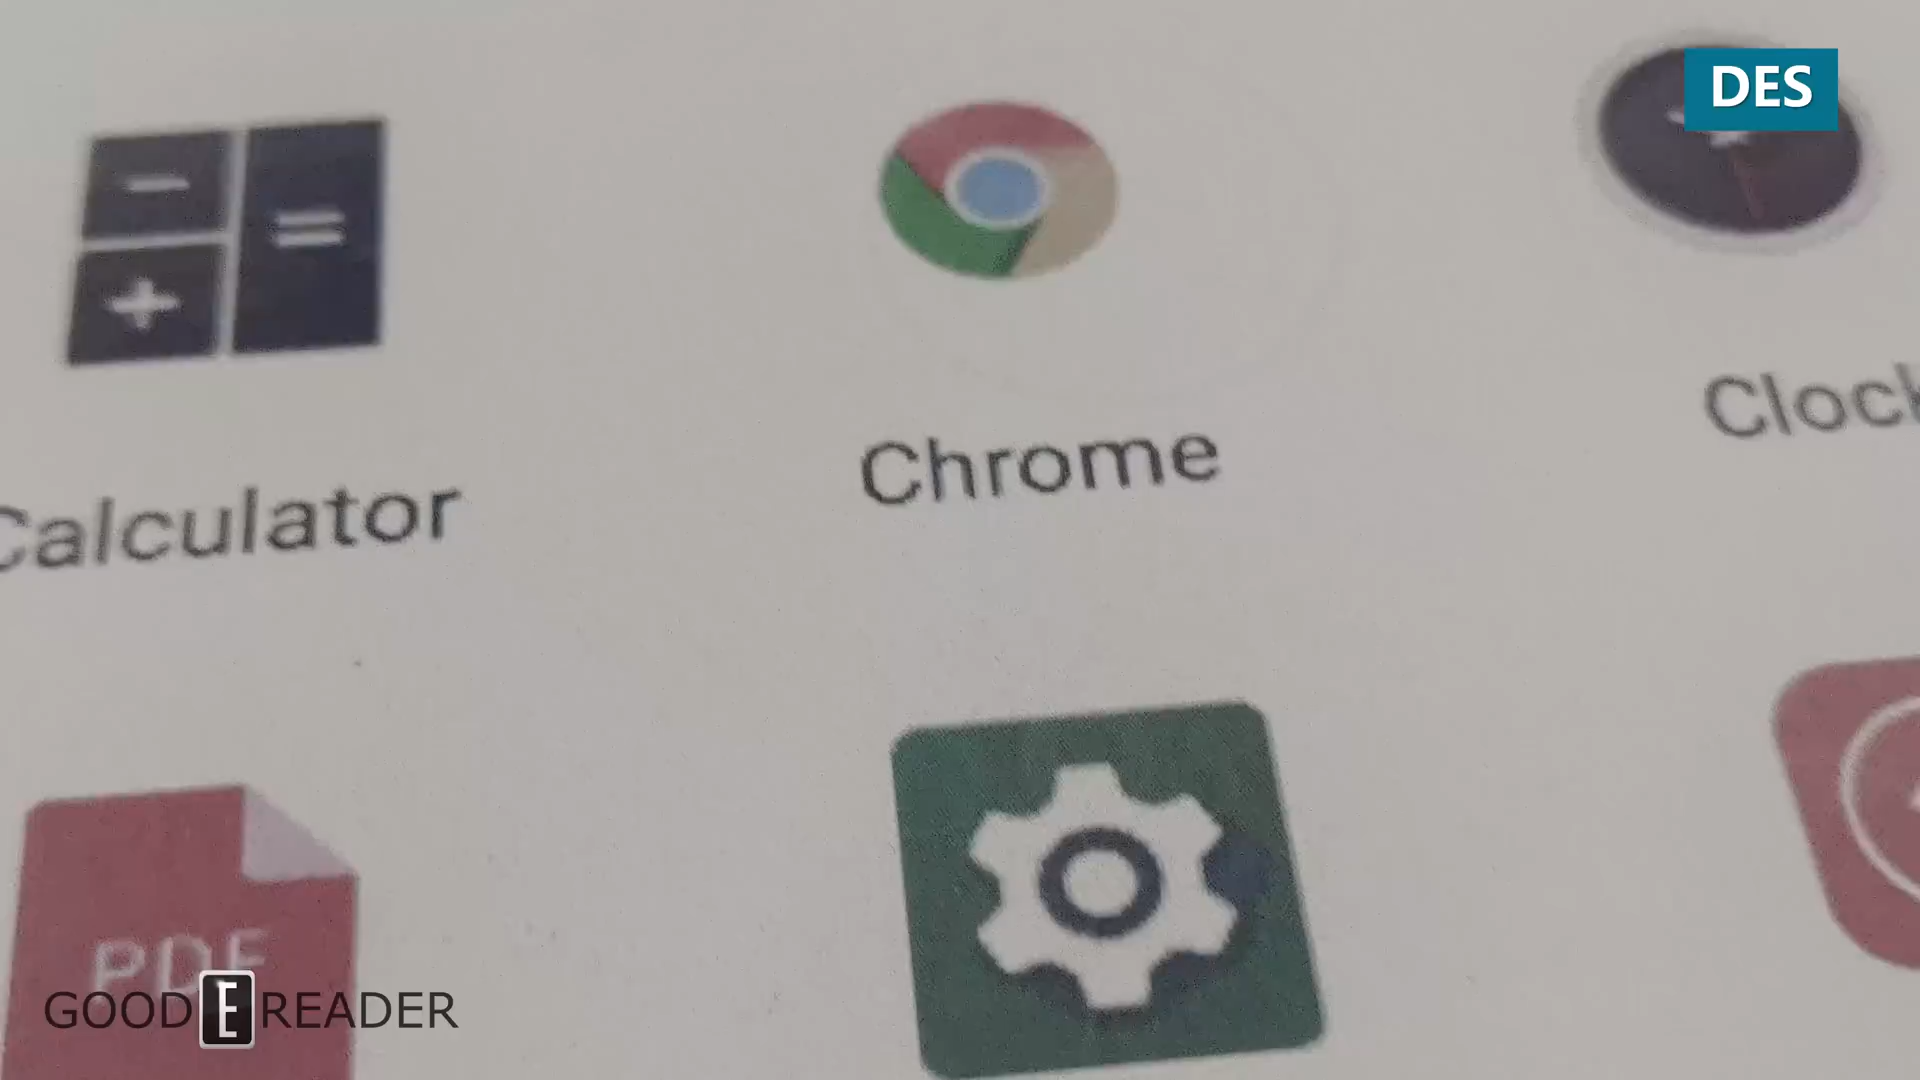 DES
Calculator
Chrome
Clock
PDF
GOOD E READER